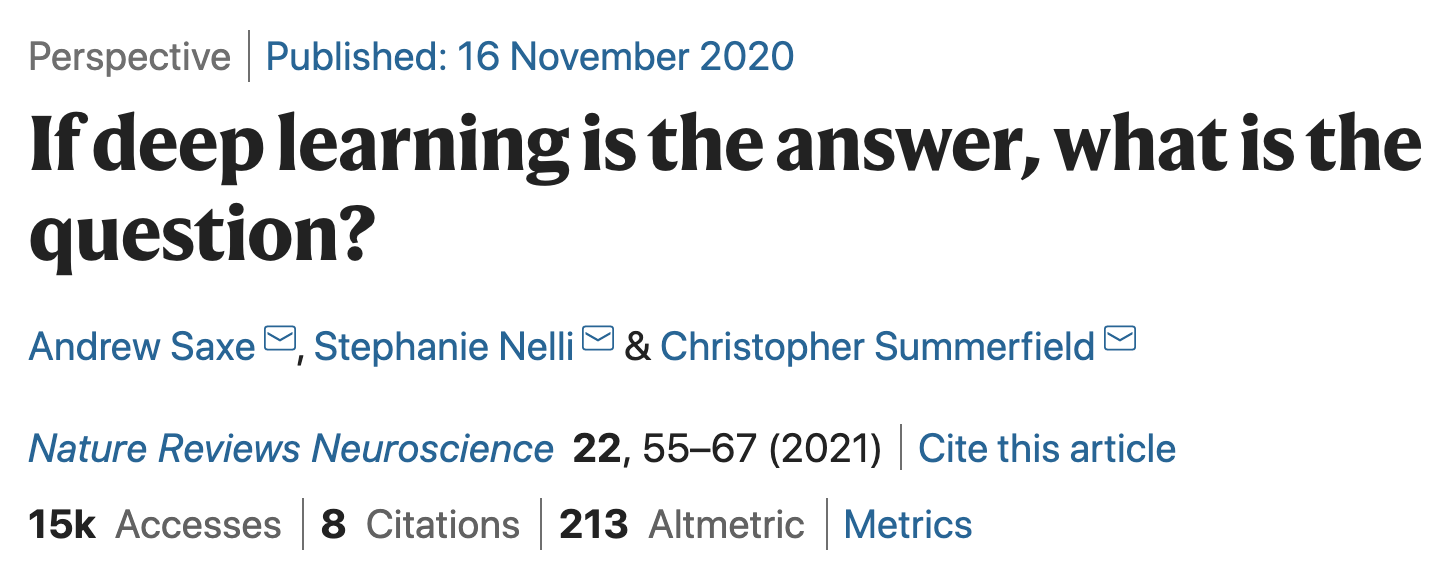 Perspective | Published: 16 November 2020
If deep learning is the answer, what is the
question?
Andrew Saxe, Stephanie Nelli & Christopher Summerfield
Nature Reviews Neuroscience 22, 55–67 (2021) | Cite this article
15k Accesses | 8 Citations | 213 Altmetric | Metrics